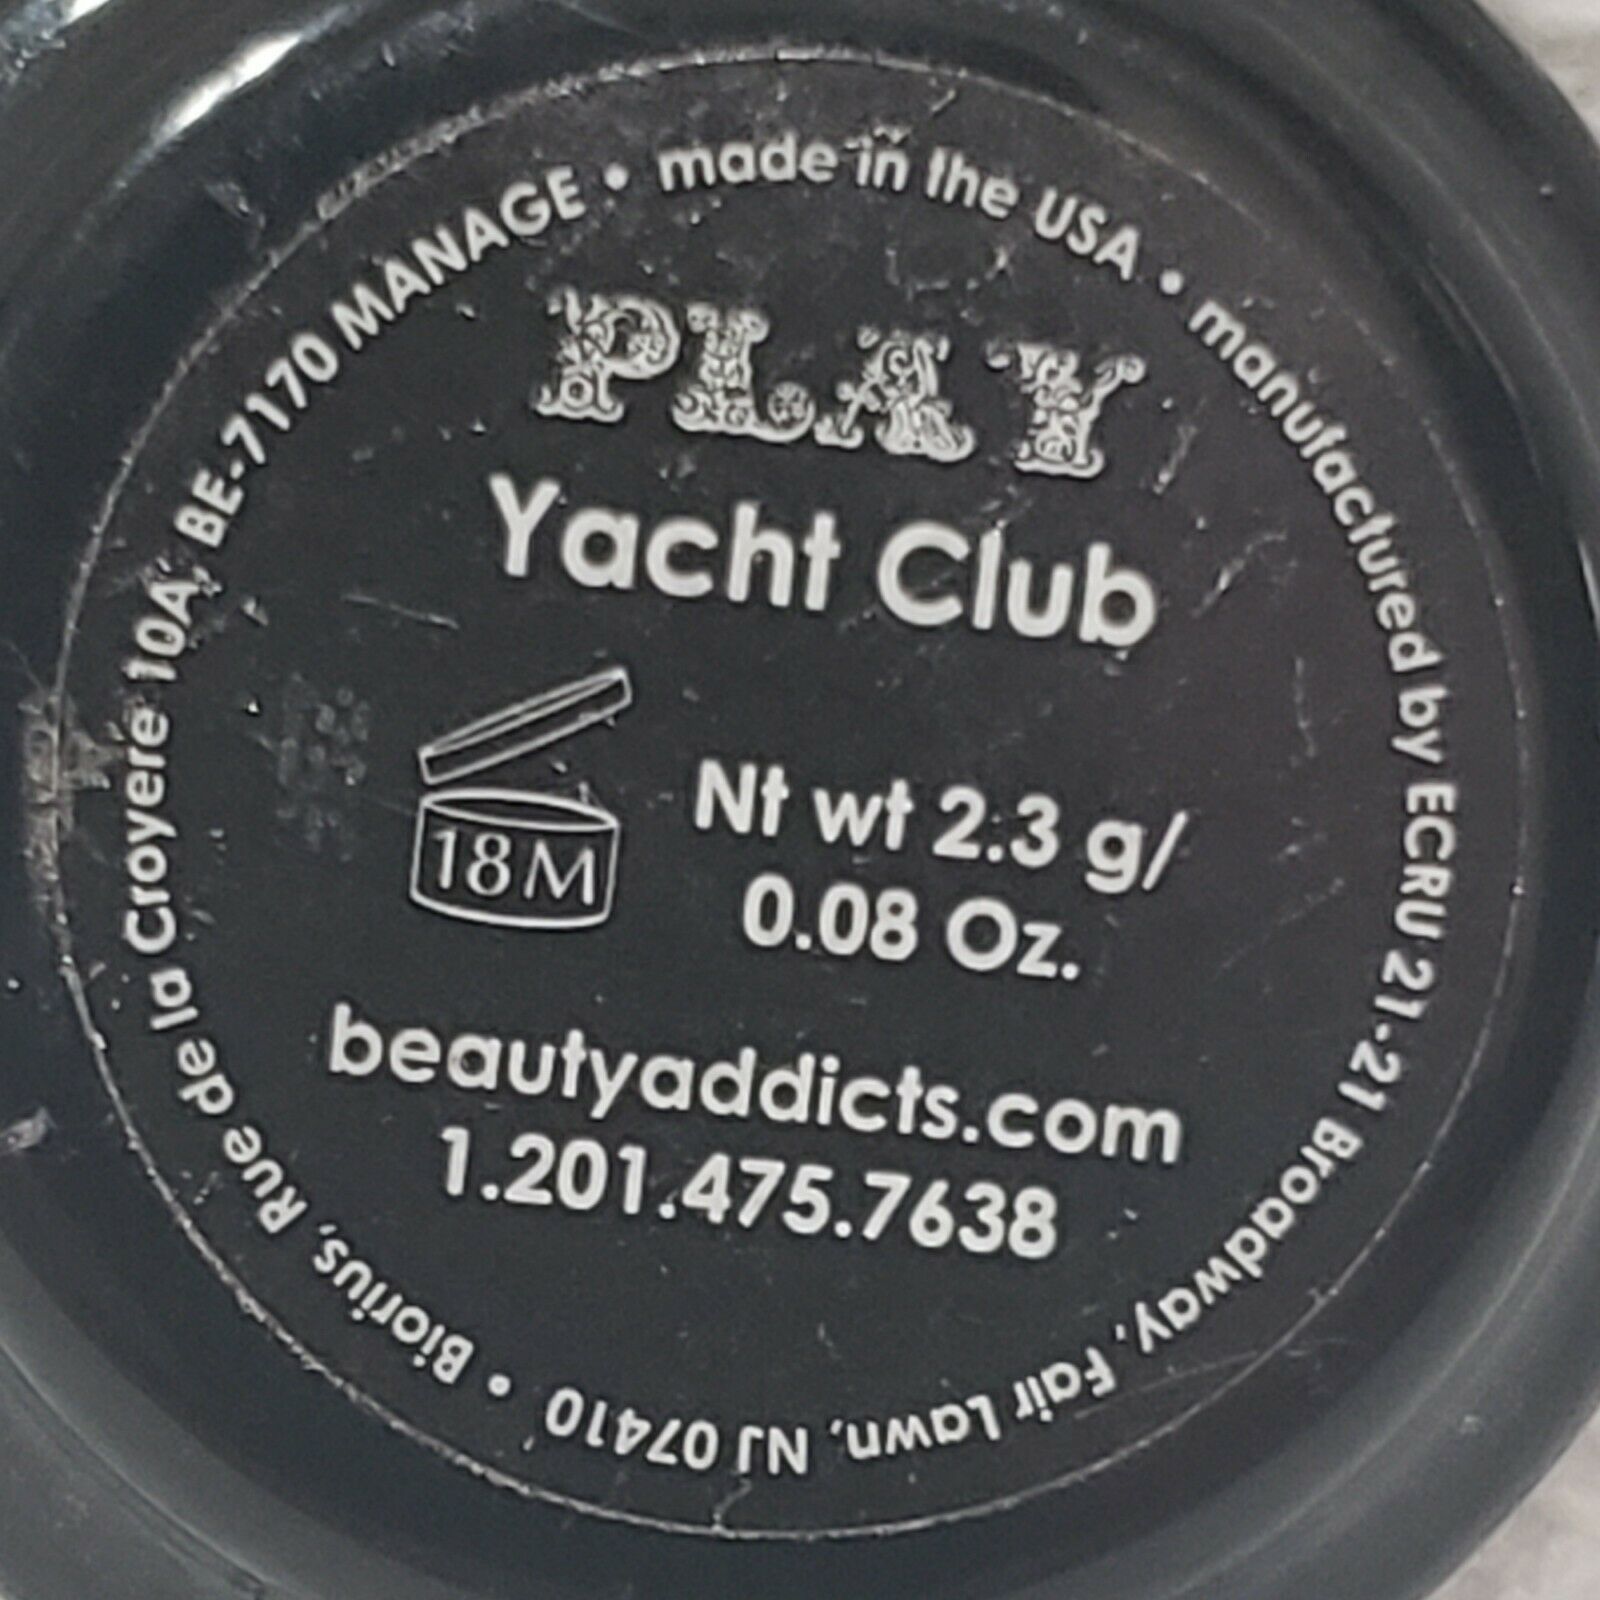 PLAY
Yacht Club
18M
Nt wt 2.3 g/
0.08 Oz.
beautyaddicts.com
1.201.475.7638
• made in the USA • manufactured by ECRU 21-21 Broadway, Fair Lawn, NJ 07410 • Biorius, Rue de la Croyere 10A, BE-7170 MANAGE